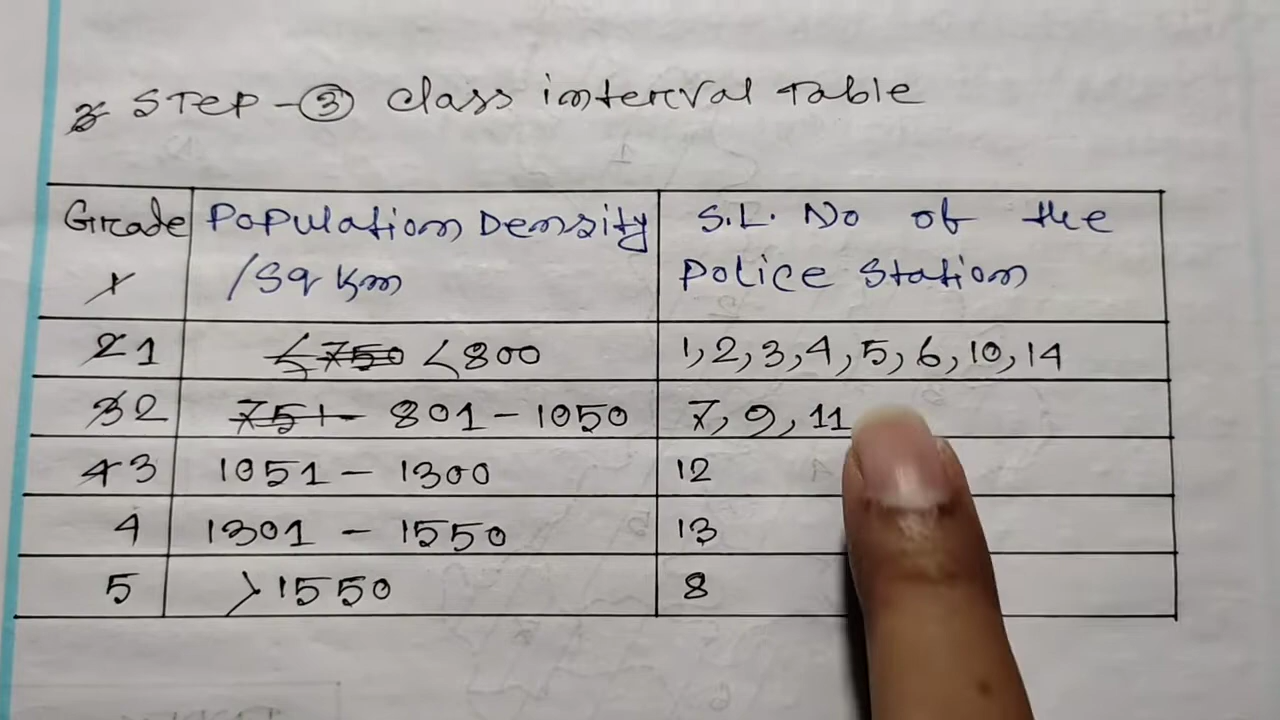 STEP - 3 Class interval Table
Grade Population Density S.L. No of the
/Sq Km Police Station
1 <750 <800 1,2,3,4,5,6,10,14
2 751- 801 - 1050 7, 9, 11
3 1051 - 1300 12
4 1301 - 1550 13
5 >1550 8